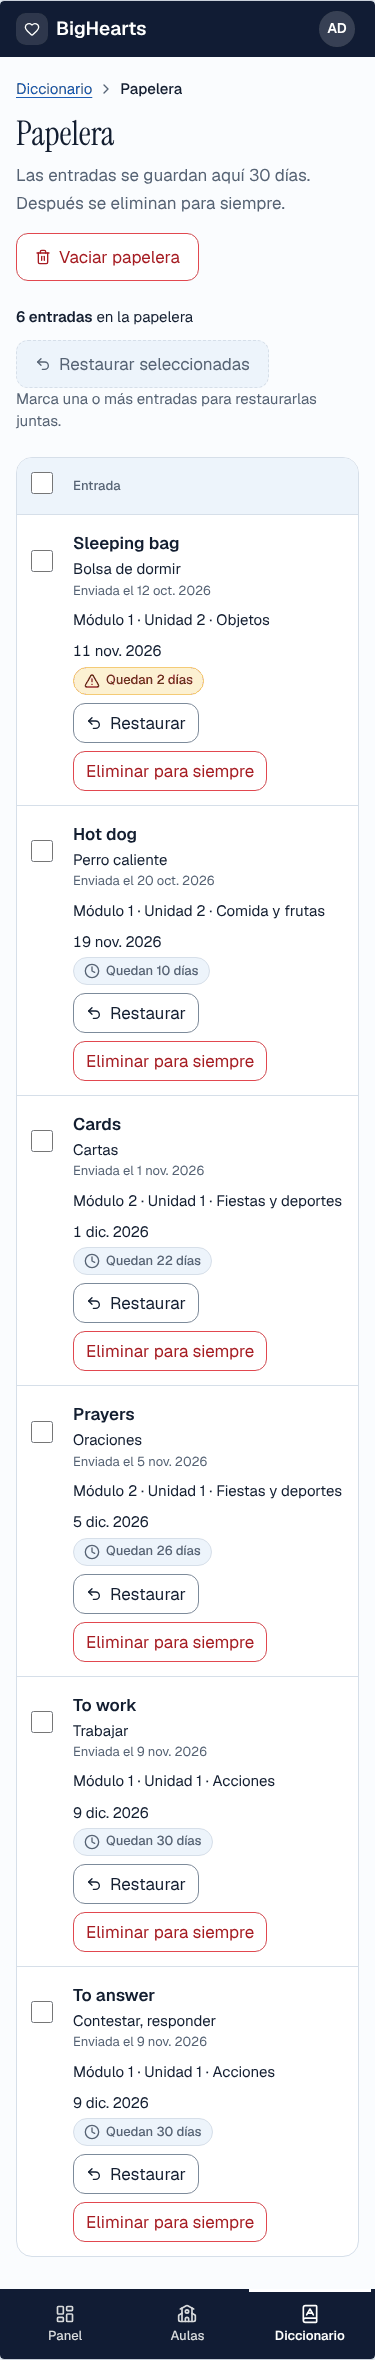 BigHearts
AD
Diccionario > Papelera
Papelera
Las entradas se guardan aquí 30 días.
Después se eliminan para siempre.
Vaciar papelera
6 entradas en la papelera
Restaurar seleccionadas
Marca una o más entradas para restaurarlas
juntas.
Entrada
Sleeping bag
Bolsa de dormir
Enviada el 12 oct. 2026
Módulo 1 · Unidad 2 · Objetos
11 nov. 2026
Quedan 2 días
Restaurar
Eliminar para siempre
Hot dog
Perro caliente
Enviada el 20 oct. 2026
Módulo 1 · Unidad 2 · Comida y frutas
19 nov. 2026
Quedan 10 días
Restaurar
Eliminar para siempre
Cards
Cartas
Enviada el 1 nov. 2026
Módulo 2 · Unidad 1 · Fiestas y deportes
1 dic. 2026
Quedan 22 días
Restaurar
Eliminar para siempre
Prayers
Oraciones
Enviada el 5 nov. 2026
Módulo 2 · Unidad 1 · Fiestas y deportes
5 dic. 2026
Quedan 26 días
Restaurar
Eliminar para siempre
To work
Trabajar
Enviada el 9 nov. 2026
Módulo 1 · Unidad 1 · Acciones
9 dic. 2026
Quedan 30 días
Restaurar
Eliminar para siempre
To answer
Contestar, responder
Enviada el 9 nov. 2026
Módulo 1 · Unidad 1 · Acciones
9 dic. 2026
Quedan 30 días
Restaurar
Eliminar para siempre
Panel
Aulas
Diccionario